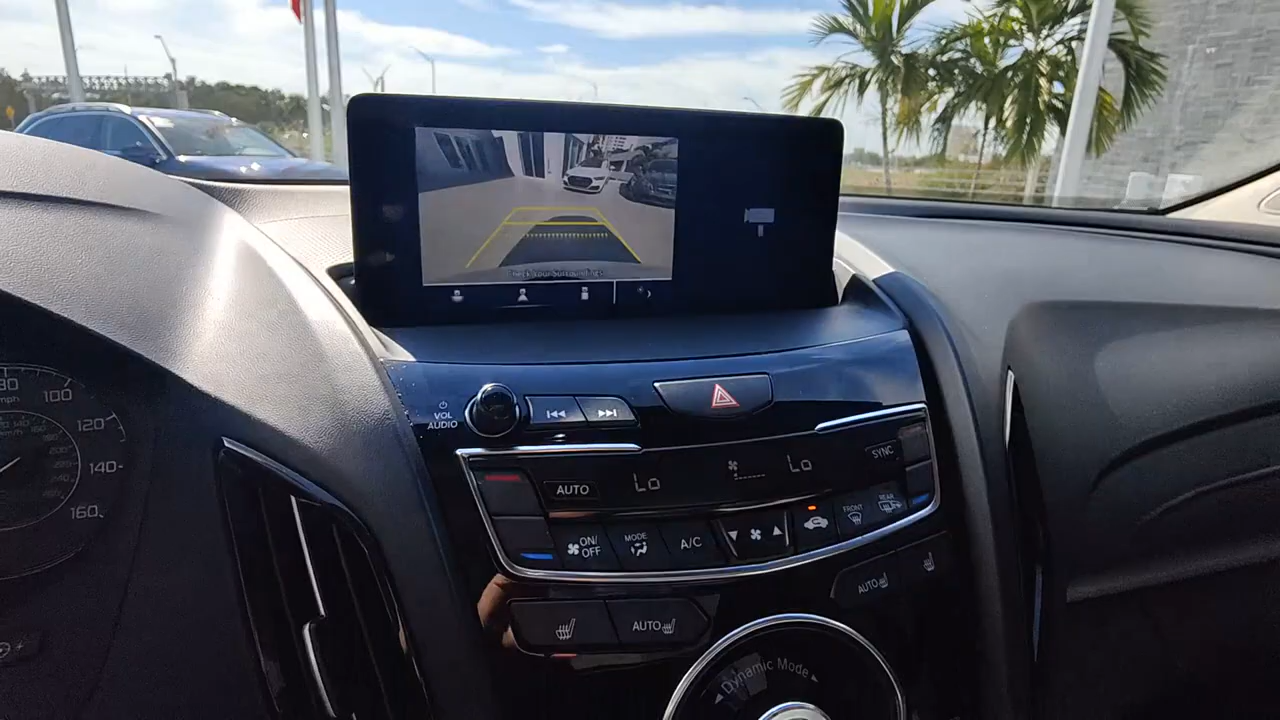 Check Your Surroundings
VOL
AUDIO
AUTO
Lo
Lo
SYNC
ON/
OFF
MODE
A/C
FRONT
REAR
AUTO
AUTO
Dynamic Mode
mph
100
120
140
160
km/h